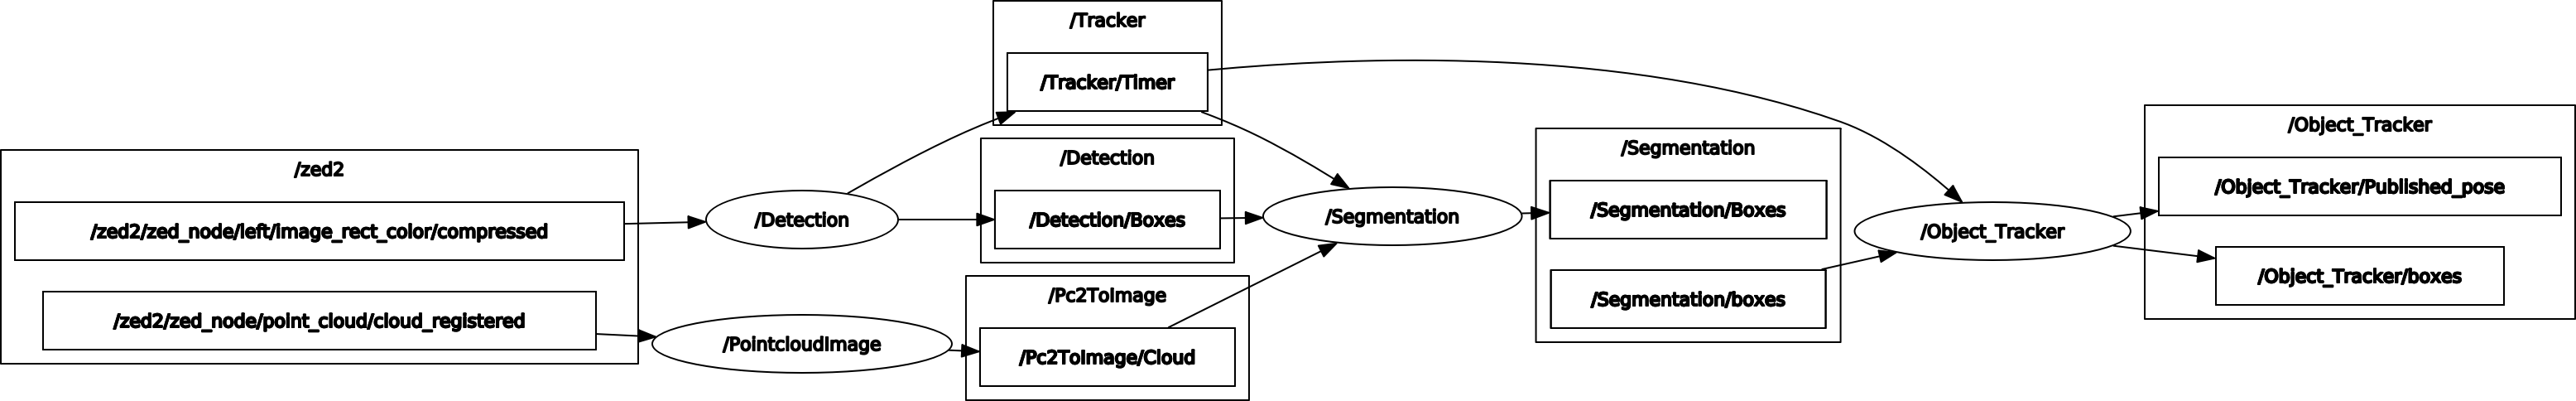 /zed2
/zed2/zed_node/left/image_rect_color/compressed
/zed2/zed_node/point_cloud/cloud_registered
/Detection
/PointcloudImage
/Tracker
/Tracker/Timer
/Detection
/Detection/Boxes
/Pc2ToImage
/Pc2ToImage/Cloud
/Segmentation
/Segmentation
/Segmentation/Boxes
/Segmentation/boxes
/Object_Tracker
/Object_Tracker
/Object_Tracker/Published_pose
/Object_Tracker/boxes